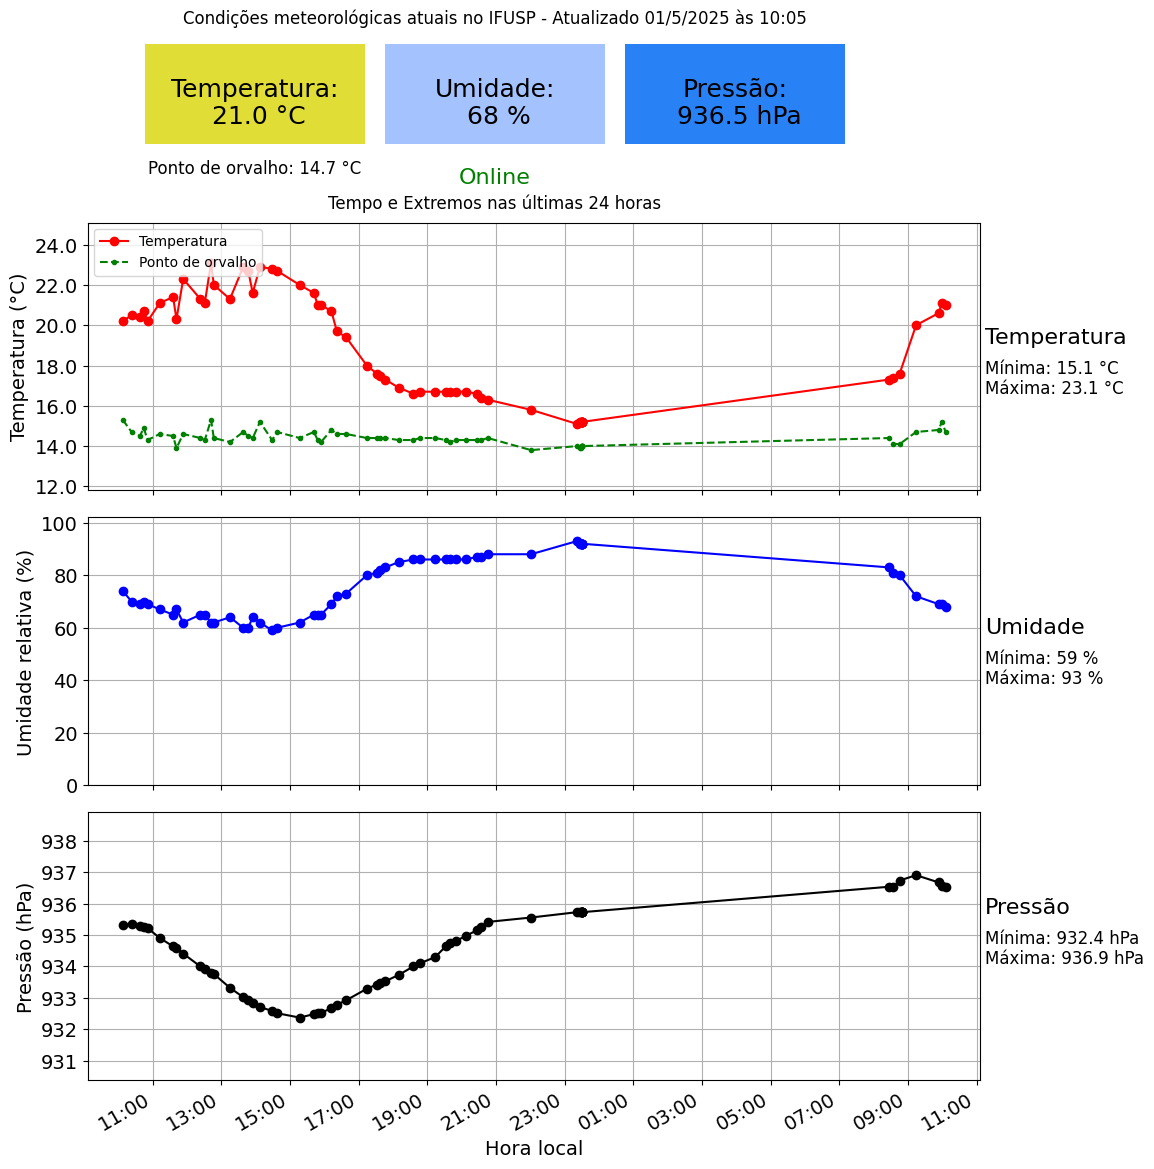 Condições meteorológicas atuais no IFUSP - Atualizado 01/5/2025 às 10:05
Temperatura:
21.0 °C
Umidade:
68 %
Pressão:
936.5 hPa
Ponto de orvalho: 14.7 °C
Online
Tempo e Extremos nas últimas 24 horas
Temperatura
Ponto de orvalho
Temperatura (°C)
24.0
22.0
20.0
18.0
16.0
14.0
12.0
Temperatura
Mínima: 15.1 °C
Máxima: 23.1 °C
Umidade relativa (%)
100
80
60
40
20
0
Umidade
Mínima: 59 %
Máxima: 93 %
Pressão (hPa)
938
937
936
935
934
933
932
931
Pressão
Mínima: 932.4 hPa
Máxima: 936.9 hPa
11:00 13:00 15:00 17:00 19:00 21:00 23:00 01:00 03:00 05:00 07:00 09:00 11:00
Hora local